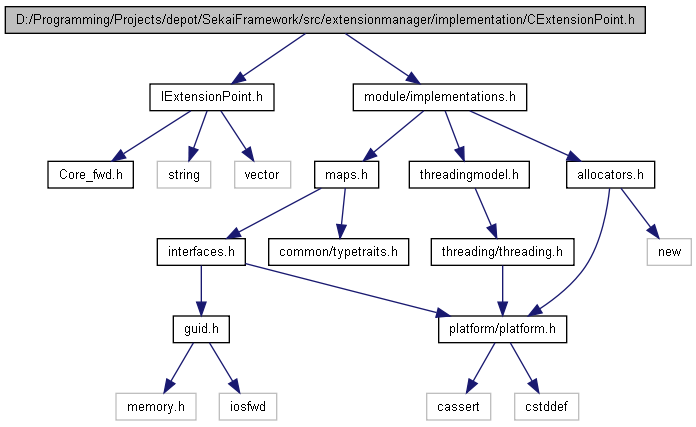 D:/Programming/Projects/depot/SekaiFramework/src/extensionmanager/implementation/CExtensionPoint.h
IExtensionPoint.h
module/implementations.h
Core_fwd.h
string
vector
maps.h
threadingmodel.h
allocators.h
interfaces.h
common/typetraits.h
threading/threading.h
new
guid.h
platform/platform.h
memory.h
iosfwd
cassert
cstddef